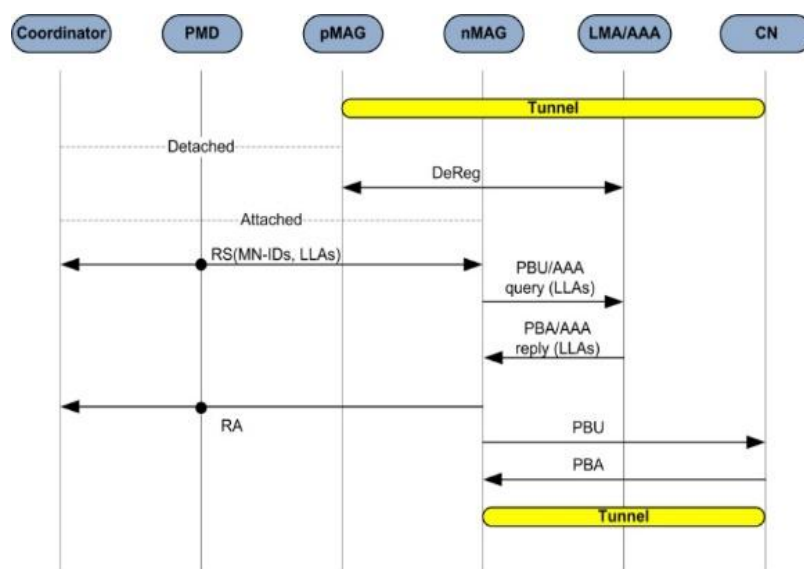 Coordinator PMD pMAG nMAG LMA/AAA CN
Tunnel
Detached
DeReg
Attached
RS(MN-IDs, LLAs)
PBU/AAA
query (LLAs)
PBA/AAA
reply (LLAs)
RA
PBU
PBA
Tunnel